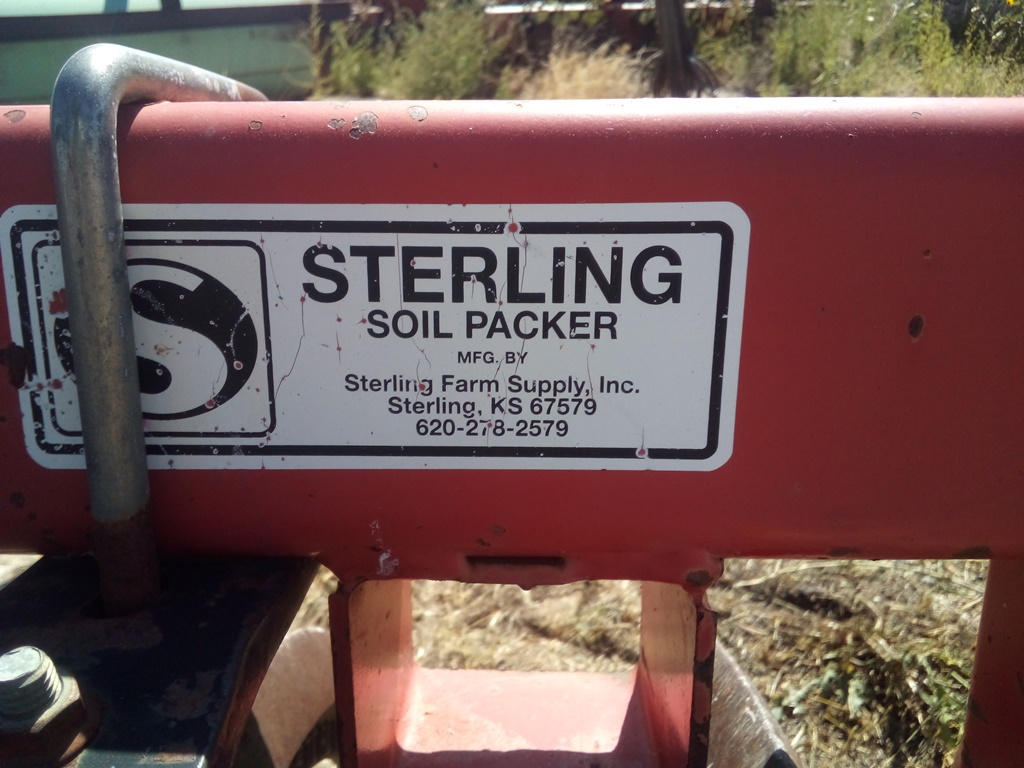 STERLING
SOIL PACKER
MFG. BY
Sterling Farm Supply, Inc.
Sterling, KS 67579
620-278-2579